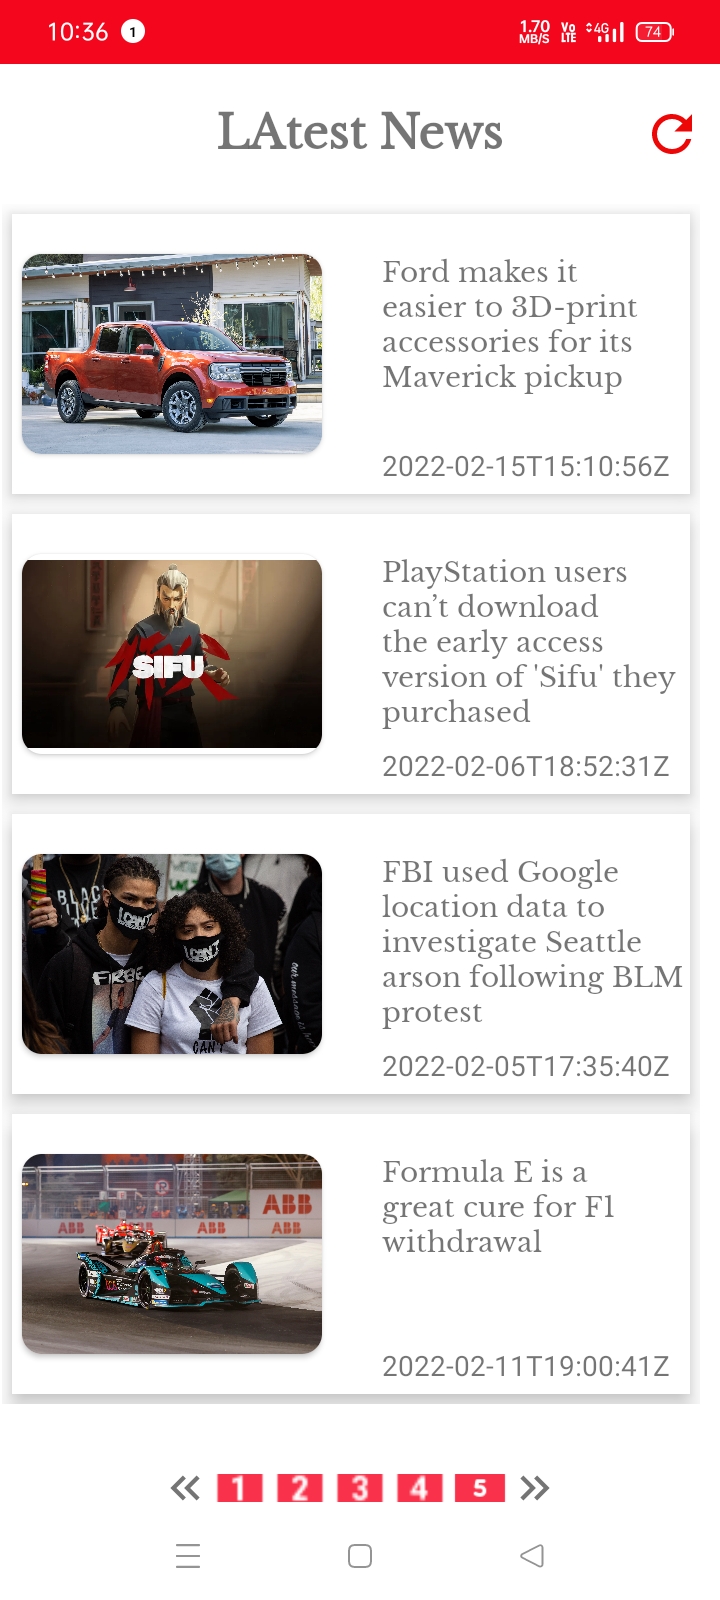 10:36 1 1.70 MB/S Vo LTE 4G 74
LAtest News
Ford makes it
easier to 3D-print
accessories for its
Maverick pickup
2022-02-15T15:10:56Z
SIFU
PlayStation users
can’t download
the early access
version of 'Sifu' they
purchased
2022-02-06T18:52:31Z
BLAC
I CAN'T
I CAN'T
CAN'T
FBI used Google
location data to
investigate Seattle
arson following BLM
protest
2022-02-05T17:35:40Z
ABB
ABB ABB ABB
Formula E is a
great cure for F1
withdrawal
2022-02-11T19:00:41Z
« 1 2 3 4 5 »